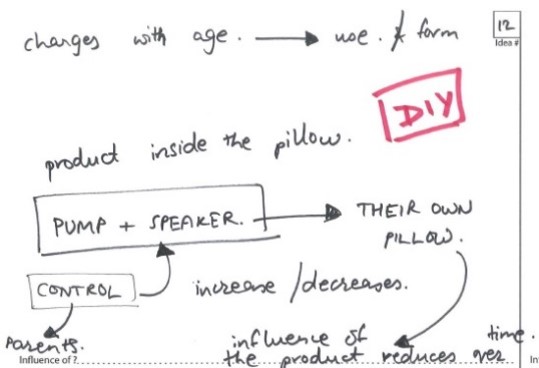 changes with age. → use. & form
12
Idea #
DIY
product inside the pillow.
PUMP + SPEAKER. → THEIR OWN
PILLOW.
CONTROL increase/decreases.
Parents.
influence of time.
Influence of ? the product reduces over
In